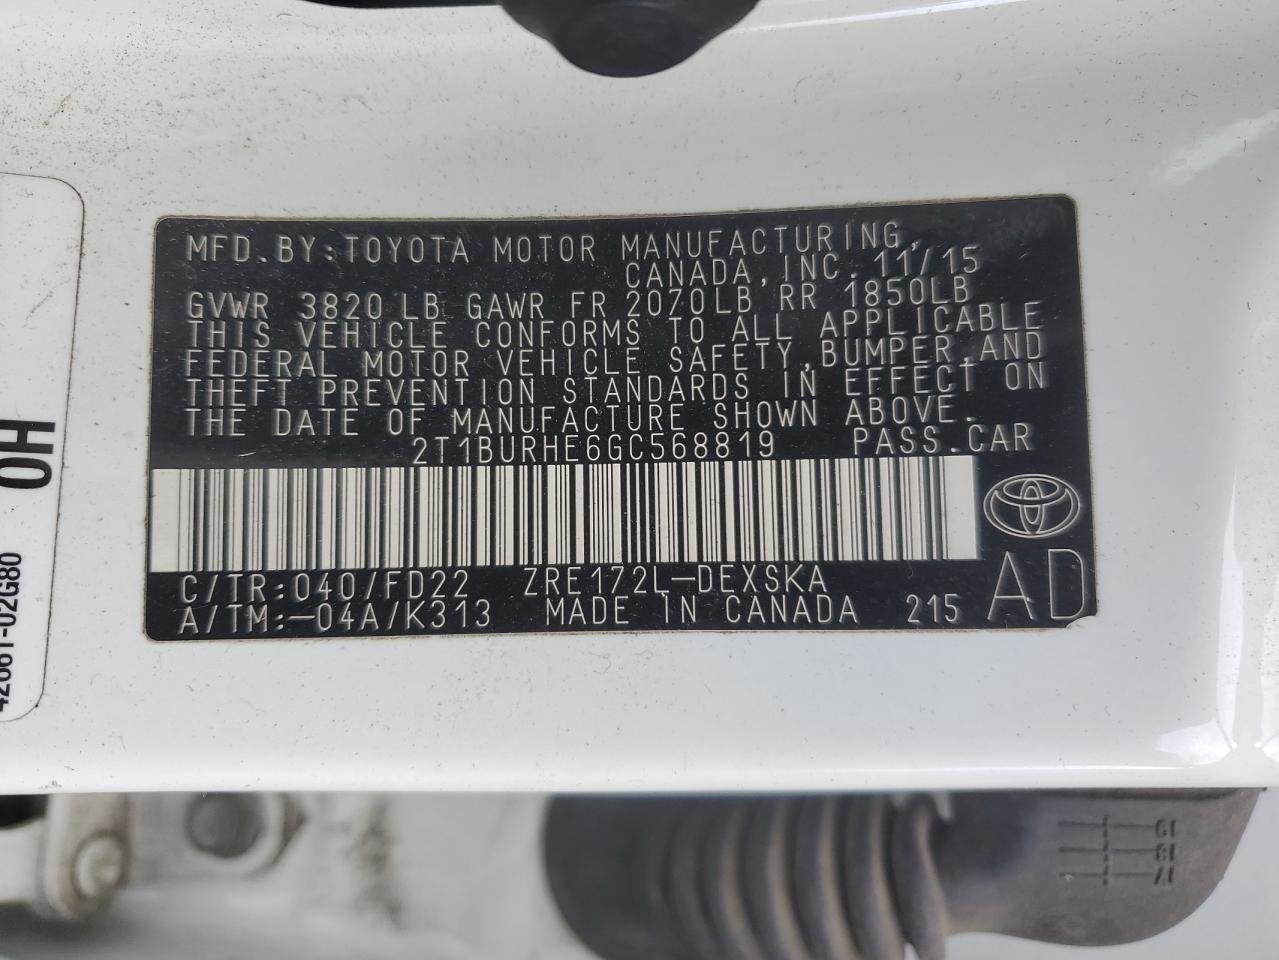 MFD.BY:TOYOTA MOTOR MANUFACTURING,
CANADA,INC. 11/15
GVWR 3820 LB GAWR FR 2070LB RR 1850LB
THIS VEHICLE CONFORMS TO ALL APPLICABLE
FEDERAL MOTOR VEHICLE SAFETY,BUMPER,AND
THEFT PREVENTION STANDARDS IN EFFECT ON
THE DATE OF MANUFACTURE SHOWN ABOVE.
2T1BURHE6GC568819 PASS.CAR
C/TR:040/FD22 ZRE172L-DEXSKA
A/TM:-04A/K313 MADE IN CANADA 215
AD
0H
42661-02G80